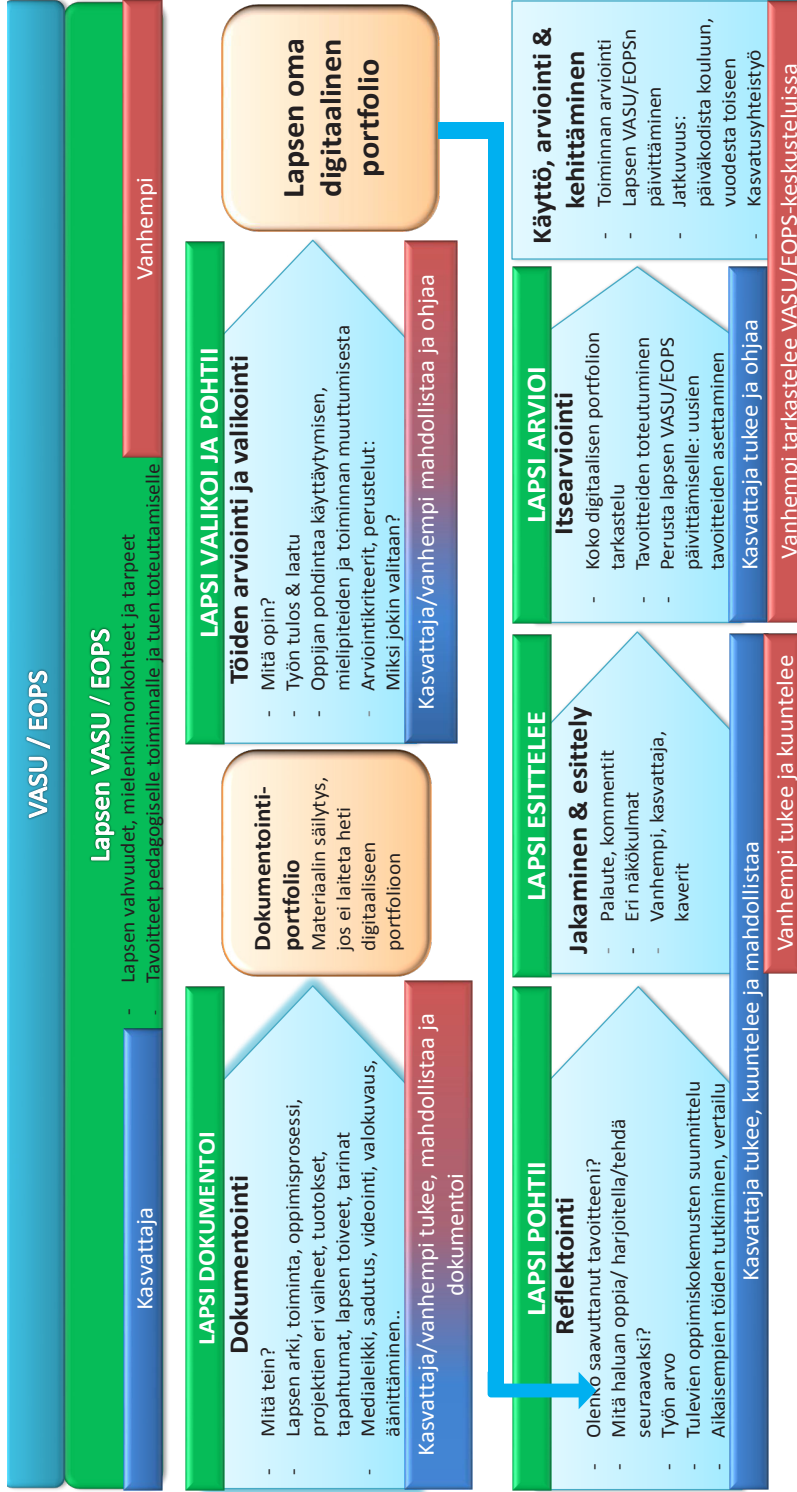 VASU / EOPS
Lapsen VASU / EOPS
Kasvattaja
- Lapsen vahvuudet, mielenkiinnonkohteet ja tarpeet
- Tavoitteet pedagogiselle toiminnalle ja tuen toteuttamiselle
Vanhempi
LAPSI DOKUMENTOI
Dokumentointi
- Mitä tein?
- Lapsen arki, toiminta, oppimisprosessi,
projektien eri vaiheet, tuotokset,
tapahtumat, lapsen toiveet, tarinat
- Medialeikki, sadutus, videointi, valokuvaus,
äänittäminen..
Kasvattaja/vanhempi tukee, mahdollistaa ja
dokumentoi
Dokumentointi-
portfolio
Materiaalin säilytys,
jos ei laiteta heti
digitaaliseen
portfolioon
LAPSI VALIKOI JA POHTII
Töiden arviointi ja valikointi
- Mitä opin?
- Työn tulos & laatu
- Oppijan pohdintaa käyttäytymisen,
mielipiteiden ja toiminnan muuttumisesta
- Arviointikriteerit, perustelut:
Miksi jokin valitaan?
Kasvattaja/vanhempi mahdollistaa ja ohjaa
Lapsen oma
digitaalinen
portfolio
LAPSI POHTII
Reflektointi
- Olenko saavuttanut tavoitteeni?
- Mitä haluan oppia/ harjoitella/tehdä
seuraavaksi?
- Työn arvo
- Tulevien oppimiskokemusten suunnittelu
- Aikaisempien töiden tutkiminen, vertailu
Kasvattaja tukee, kuuntelee ja mahdollistaa
LAPSI ESITTELEE
Jakaminen & esittely
- Palaute, kommentit
- Eri näkökulmat
- Vanhempi, kasvattaja,
kaverit
Vanhempi tukee ja kuuntelee
LAPSI ARVIOI
Itsearviointi
- Koko digitaalisen portfolion
tarkastelu
- Tavoitteiden toteutuminen
- Perusta lapsen VASU/EOPS
päivittämiselle: uusien
tavoitteiden asettaminen
Kasvattaja tukee ja ohjaa
Käyttö, arviointi &
kehittäminen
- Toiminnan arviointi
- Lapsen VASU/EOPSn
päivittäminen
- Jatkuvuus:
päiväkodista kouluun,
vuodesta toiseen
- Kasvatusyhteistyö
Vanhempi tarkastelee VASU/EOPS-keskusteluissa